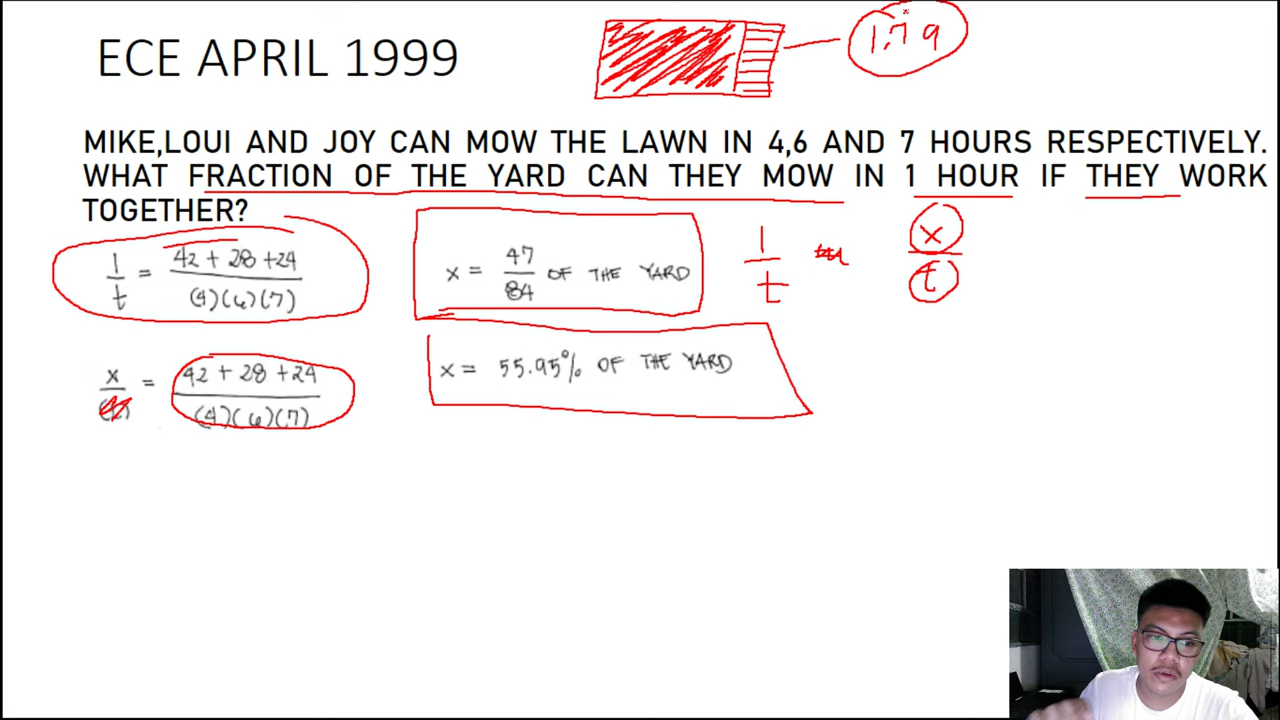 ECE APRIL 1999
1.79
MIKE,LOUI AND JOY CAN MOW THE LAWN IN 4,6 AND 7 HOURS RESPECTIVELY.
WHAT FRACTION OF THE YARD CAN THEY MOW IN 1 HOUR IF THEY WORK
TOGETHER?
1/t = 42 + 28 + 24 / (4)(6)(7)
x = 47/84 OF THE YARD
1/t
x/t
x/ = 42 + 28 + 24 / (4)(6)(7)
x = 55.95% OF THE YARD